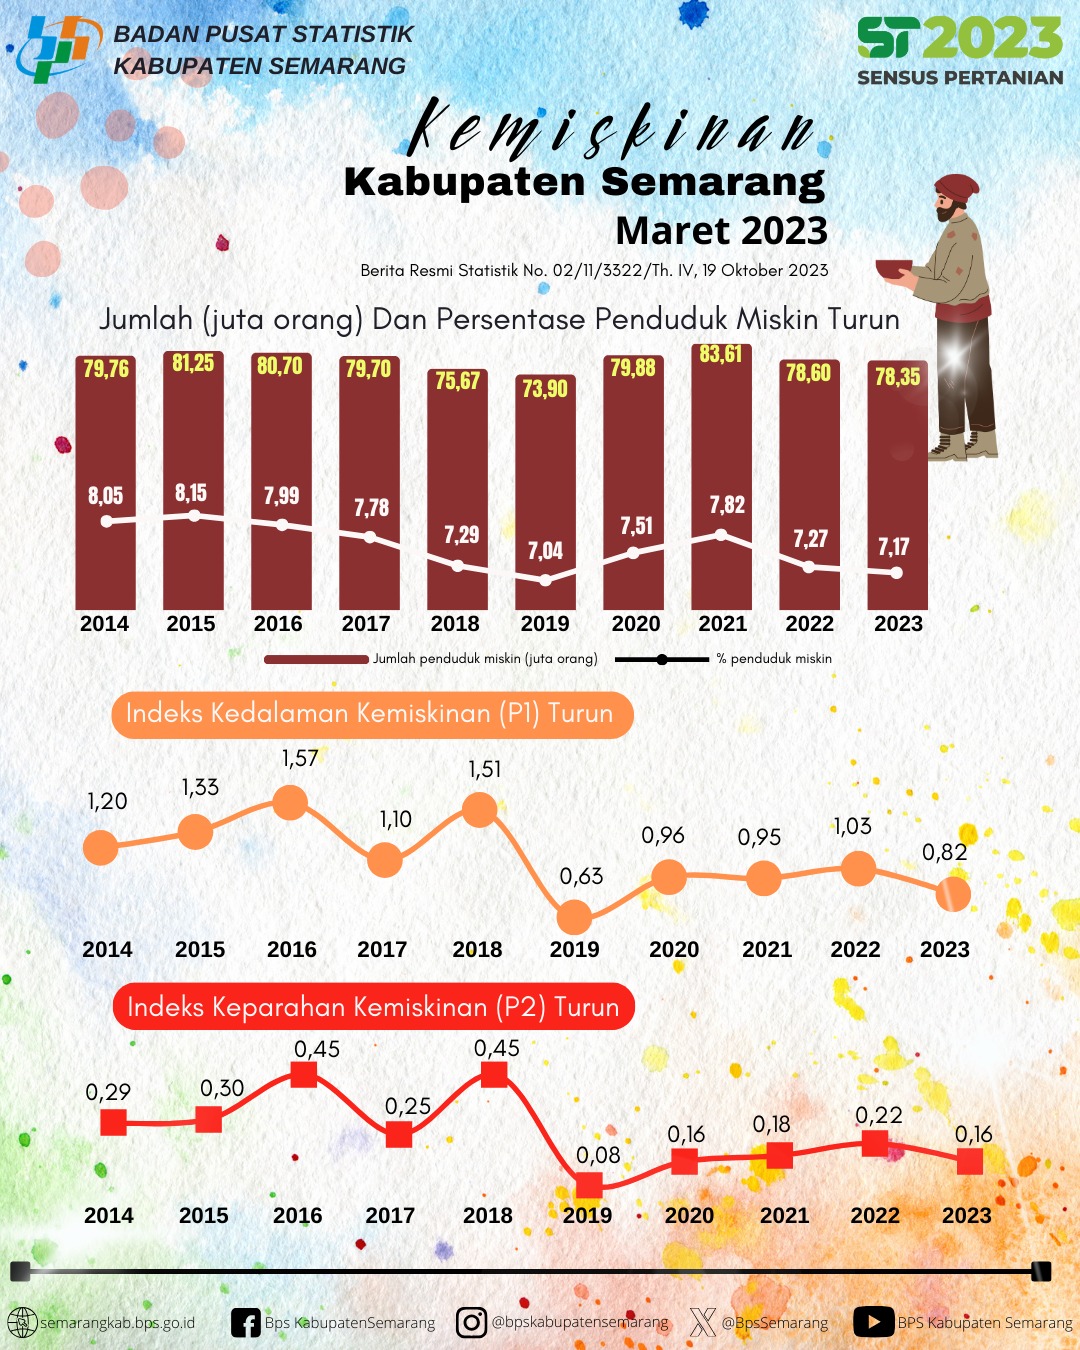 BADAN PUSAT STATISTIK
KABUPATEN SEMARANG
ST2023
SENSUS PERTANIAN
Kemiskinan
Kabupaten Semarang
Maret 2023
Berita Resmi Statistik No. 02/11/3322/Th. IV, 19 Oktober 2023
Jumlah (juta orang) Dan Persentase Penduduk Miskin Turun
79,76 81,25 80,70 79,70 75,67 73,90 79,88 83,61 78,60 78,35
8,05 8,15 7,99 7,78 7,29 7,04 7,51 7,82 7,27 7,17
2014 2015 2016 2017 2018 2019 2020 2021 2022 2023
Jumlah penduduk miskin (juta orang) % penduduk miskin
Indeks Kedalaman Kemiskinan (P1) Turun
1,20 1,33 1,57 1,10 1,51 0,63 0,96 0,95 1,03 0,82
2014 2015 2016 2017 2018 2019 2020 2021 2022 2023
Indeks Keparahan Kemiskinan (P2) Turun
0,29 0,30 0,45 0,25 0,45 0,08 0,16 0,18 0,22 0,16
2014 2015 2016 2017 2018 2019 2020 2021 2022 2023
semarangkab.bps.go.id Bps KabupatenSemarang @bpskabupatensemarang @BpsSemarang BPS Kabupaten Semarang